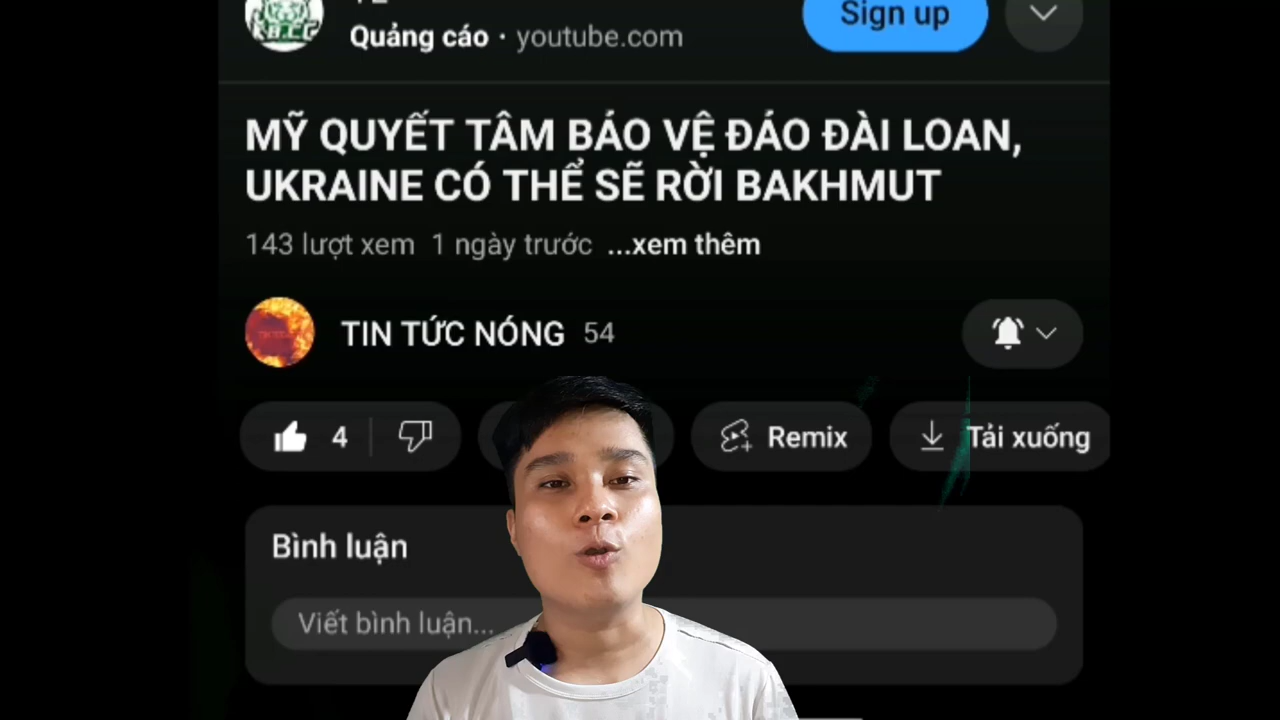 Sign up
Quảng cáo · youtube.com
MỸ QUYẾT TÂM BẢO VỆ ĐẢO ĐÀI LOAN,
UKRAINE CÓ THỂ SẼ RỜI BAKHMUT
143 lượt xem 1 ngày trước ...xem thêm
TIN TỨC NÓNG 54
4 Remix Tải xuống
Bình luận
Viết bình luận...